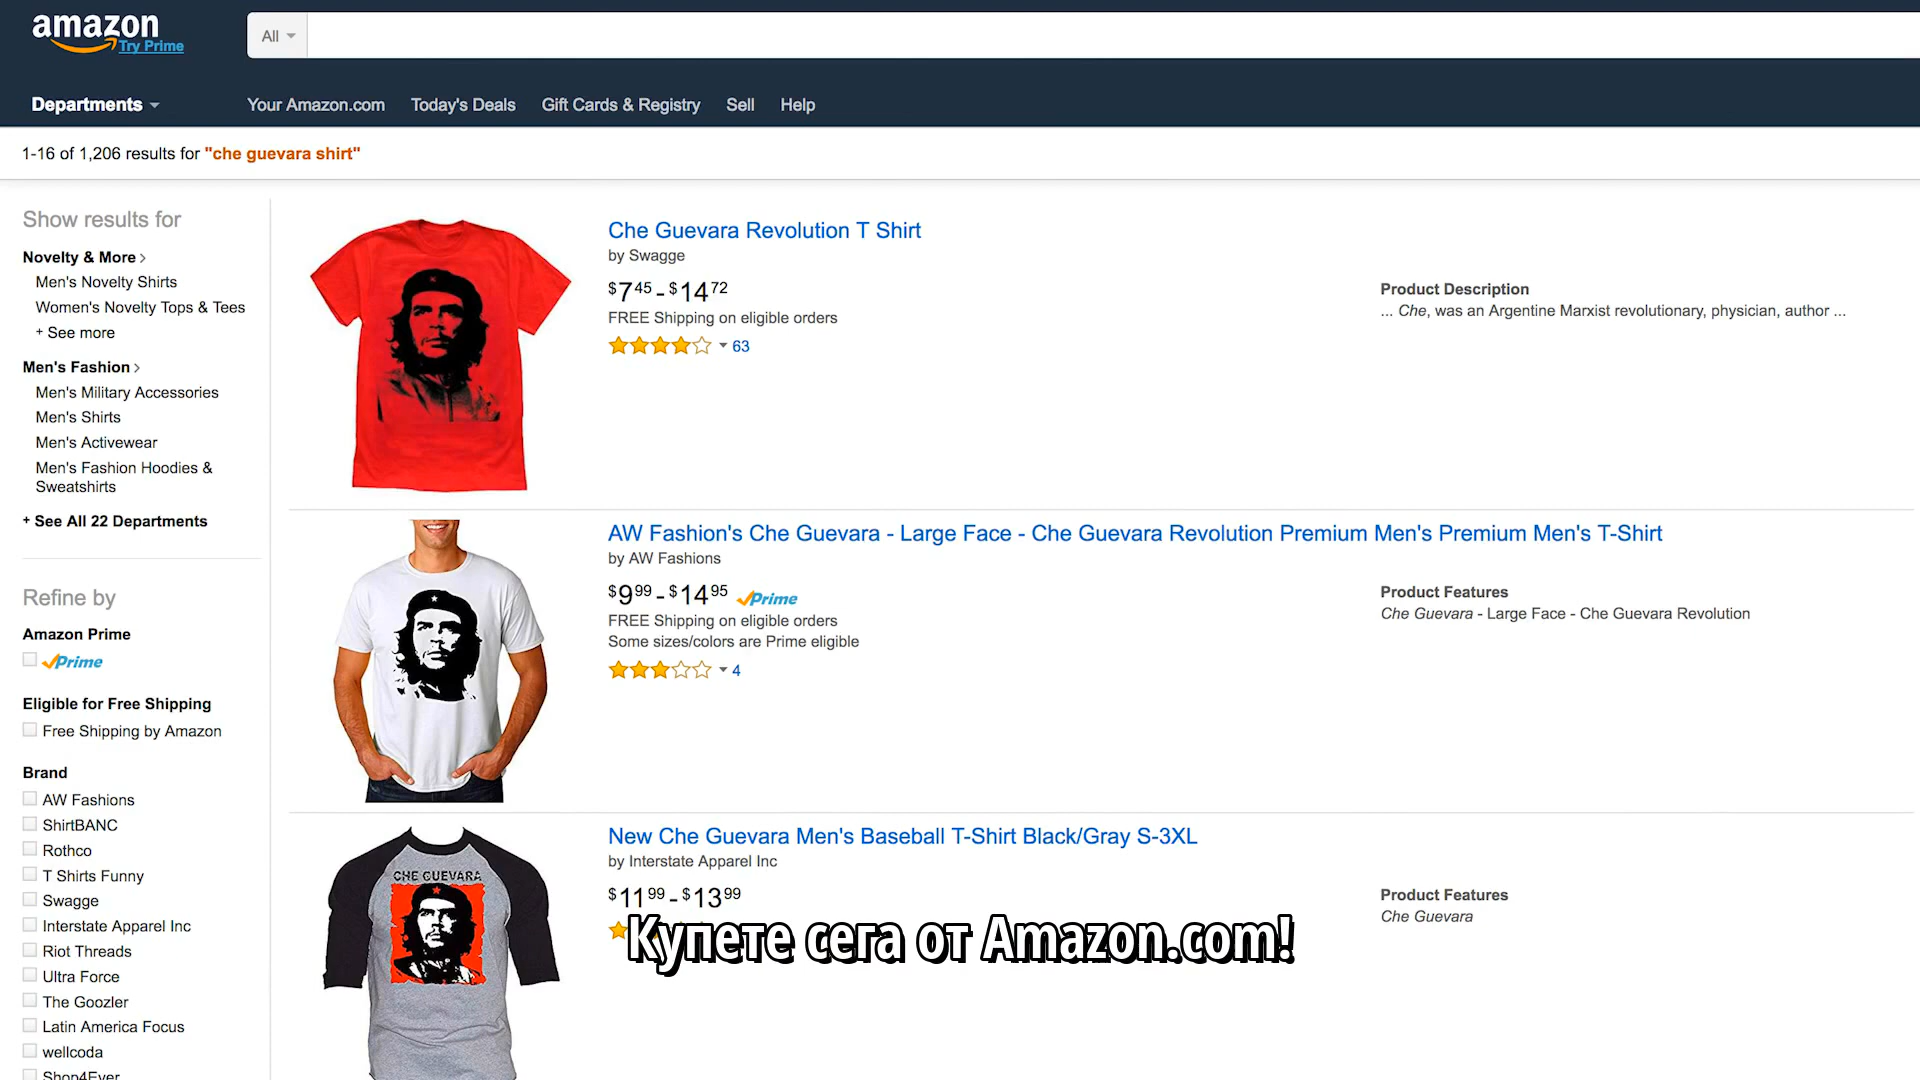 amazon
Try Prime
All
Departments
Your Amazon.com
Today's Deals
Gift Cards & Registry
Sell
Help
1-16 of 1,206 results for "che guevara shirt"
Show results for
Novelty & More
Men's Novelty Shirts
Women's Novelty Tops & Tees
+ See more
Men's Fashion
Men's Military Accessories
Men's Shirts
Men's Activewear
Men's Fashion Hoodies &
Sweatshirts
+ See All 22 Departments
Refine by
Amazon Prime
Prime
Eligible for Free Shipping
Free Shipping by Amazon
Brand
AW Fashions
ShirtBANC
Rothco
T Shirts Funny
Swagge
Interstate Apparel Inc
Riot Threads
Ultra Force
The Goozler
Latin America Focus
wellcoda
Shop4Ever
Che Guevara Revolution T Shirt
by Swagge
$7 45 - $14 72
FREE Shipping on eligible orders
63
Product Description
... Che, was an Argentine Marxist revolutionary, physician, author ...
AW Fashion's Che Guevara - Large Face - Che Guevara Revolution Premium Men's Premium Men's T-Shirt
by AW Fashions
$9 99 - $14 95 Prime
FREE Shipping on eligible orders
Some sizes/colors are Prime eligible
4
Product Features
Che Guevara - Large Face - Che Guevara Revolution
CHE GUEVARA
New Che Guevara Men's Baseball T-Shirt Black/Gray S-3XL
by Interstate Apparel Inc
$11 99 - $13 99
Product Features
Che Guevara
Купете сега от Amazon.com!